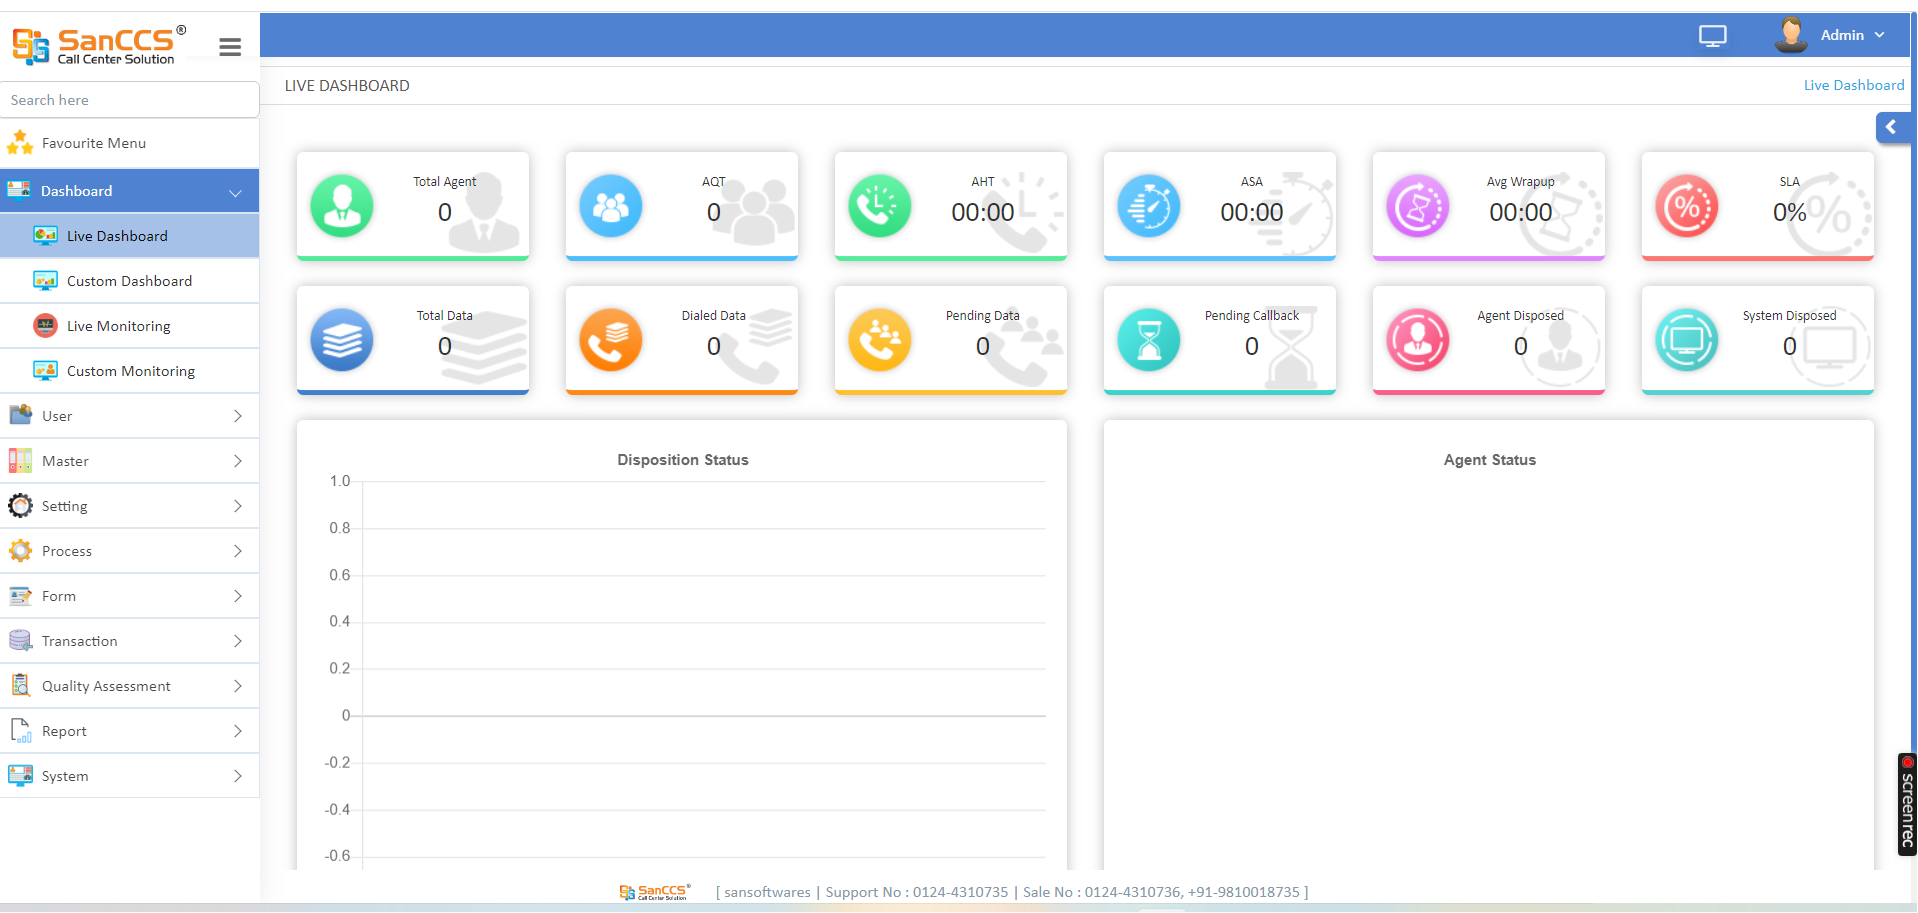 SanCCS®
Call Center Solution
Admin
Search here
LIVE DASHBOARD
Live Dashboard
Favourite Menu
Dashboard
Live Dashboard
Custom Dashboard
Live Monitoring
Custom Monitoring
User
Master
Setting
Process
Form
Transaction
Quality Assessment
Report
System
Total Agent
0
AQT
0
AHT
00:00
ASA
00:00
Avg Wrapup
00:00
SLA
0%
Total Data
0
Dialed Data
0
Pending Data
0
Pending Callback
0
Agent Disposed
0
System Disposed
0
Disposition Status
1.0
0.8
0.6
0.4
0.2
0
-0.2
-0.4
-0.6
Agent Status
screenrec
SanCCS®
Call Center Solution
[ sansoftwares | Support No : 0124-4310735 | Sale No : 0124-4310736, +91-9810018735 ]